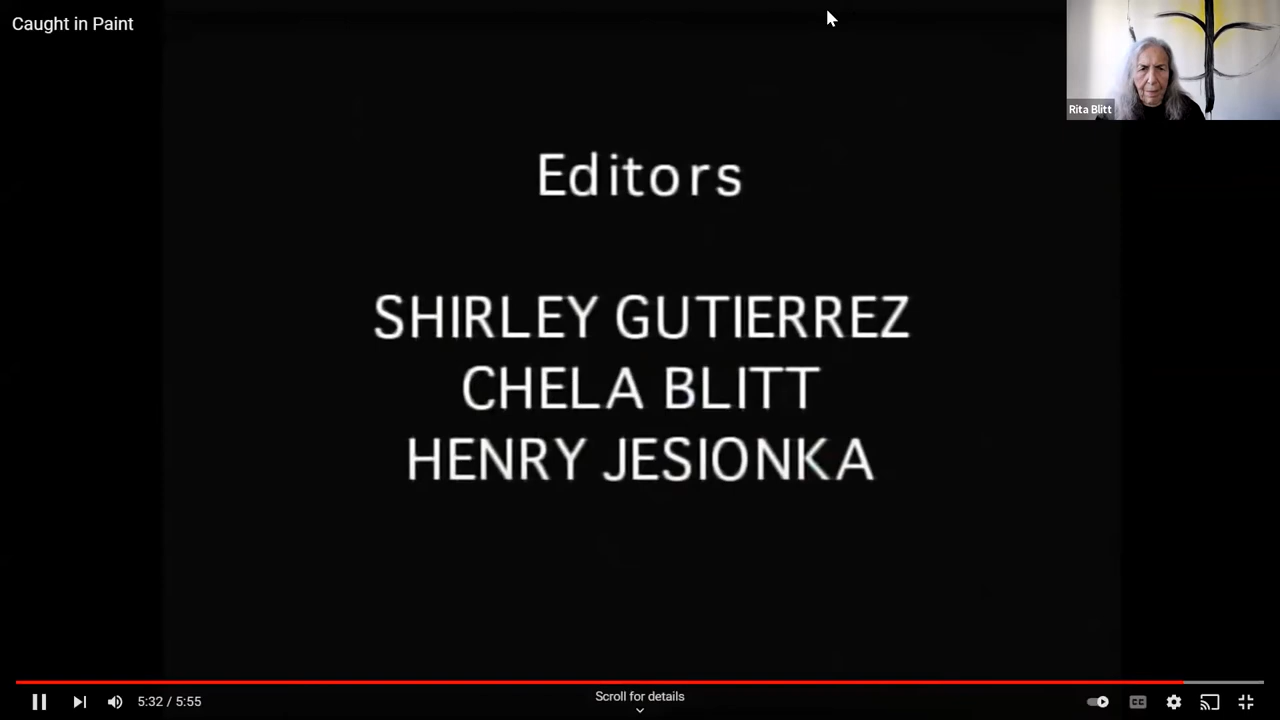 Caught in Paint
Rita Blitt
Editors
SHIRLEY GUTIERREZ
CHELA BLITT
HENRY JESIONKA
5:32 / 5:55
Scroll for details
CC